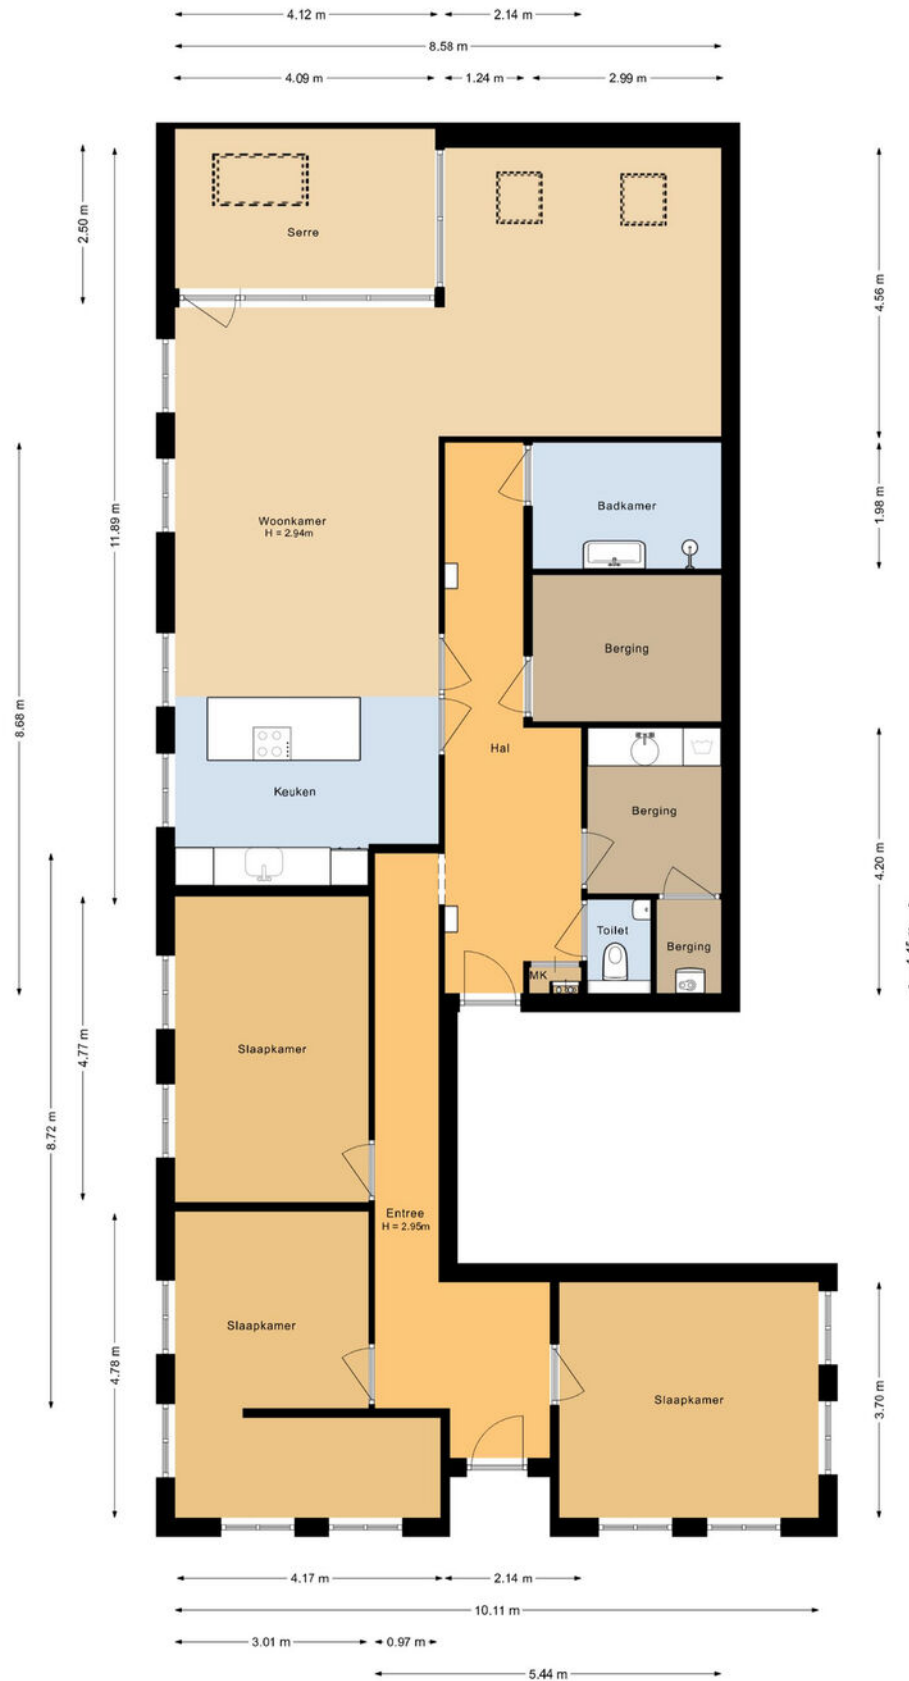 4.12 m
2.14 m
8.58 m
4.09 m
1.24 m
2.99 m
2.50 m
Serre
4.56 m
11.89 m
Badkamer
1.98 m
Woonkamer
H = 2.94m
Berging
8.68 m
Hal
Keuken
Berging
4.20 m
Toilet
Berging
MK
4.77 m
Slaapkamer
8.72 m
Entree
H = 2.95m
Slaapkamer
4.78 m
Slaapkamer
3.70 m
4.17 m
2.14 m
10.11 m
3.01 m
0.97 m
5.44 m